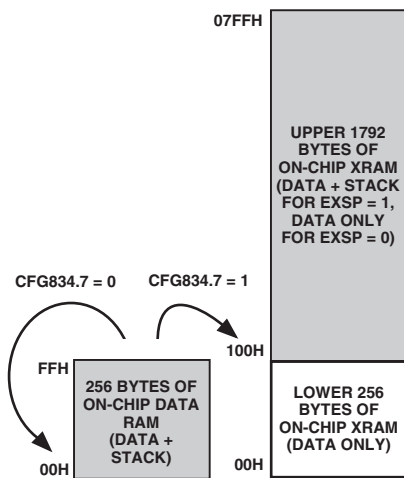 07FFH
UPPER 1792
BYTES OF
ON-CHIP XRAM
(DATA + STACK
FOR EXSP = 1,
DATA ONLY
FOR EXSP = 0)
CFG834.7 = 0
CFG834.7 = 1
100H
FFH
256 BYTES OF
ON-CHIP DATA
RAM
(DATA +
STACK)
00H
LOWER 256
BYTES OF
ON-CHIP XRAM
(DATA ONLY)
00H